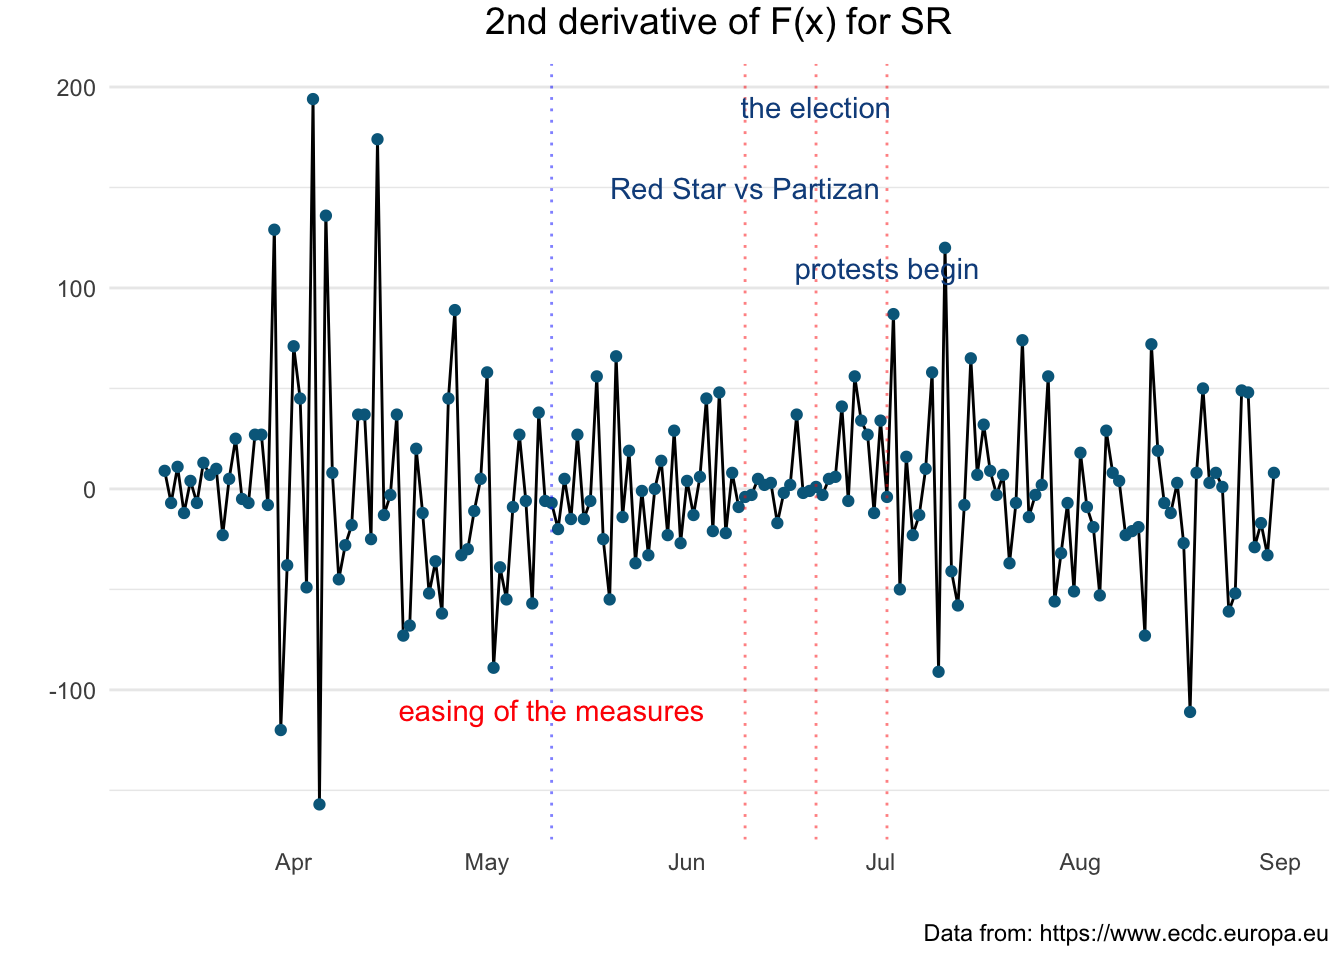 2nd derivative of F(x) for SR
200
the election
Red Star vs Partizan
protests begin
100
0
-100
easing of the measures
Apr May Jun Jul Aug Sep
Data from: https://www.ecdc.europa.eu